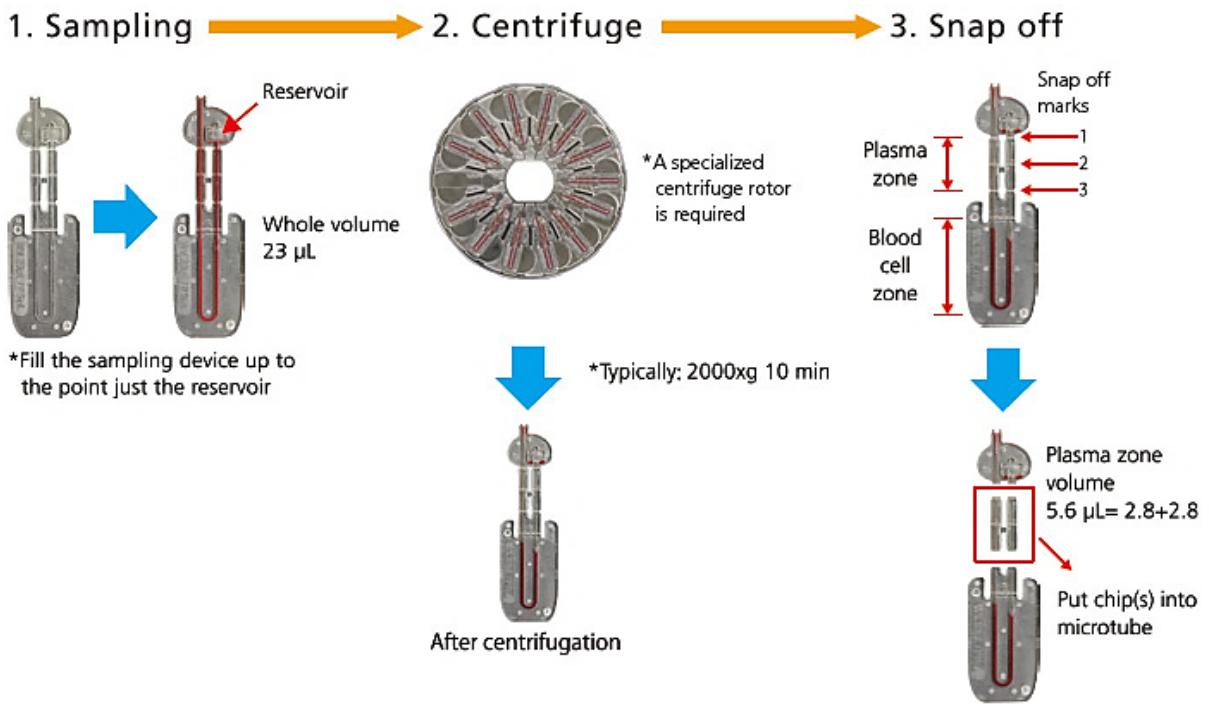 1. Sampling
2. Centrifuge
3. Snap off
Reservoir
Whole volume
23 µL
*Fill the sampling device up to
the point just the reservoir
*A specialized
centrifuge rotor
is required
*Typically: 2000xg 10 min
After centrifugation
Snap off
marks
1
2
3
Plasma
zone
Blood
cell
zone
Plasma zone
volume
5.6 µL= 2.8+2.8
Put chip(s) into
microtube